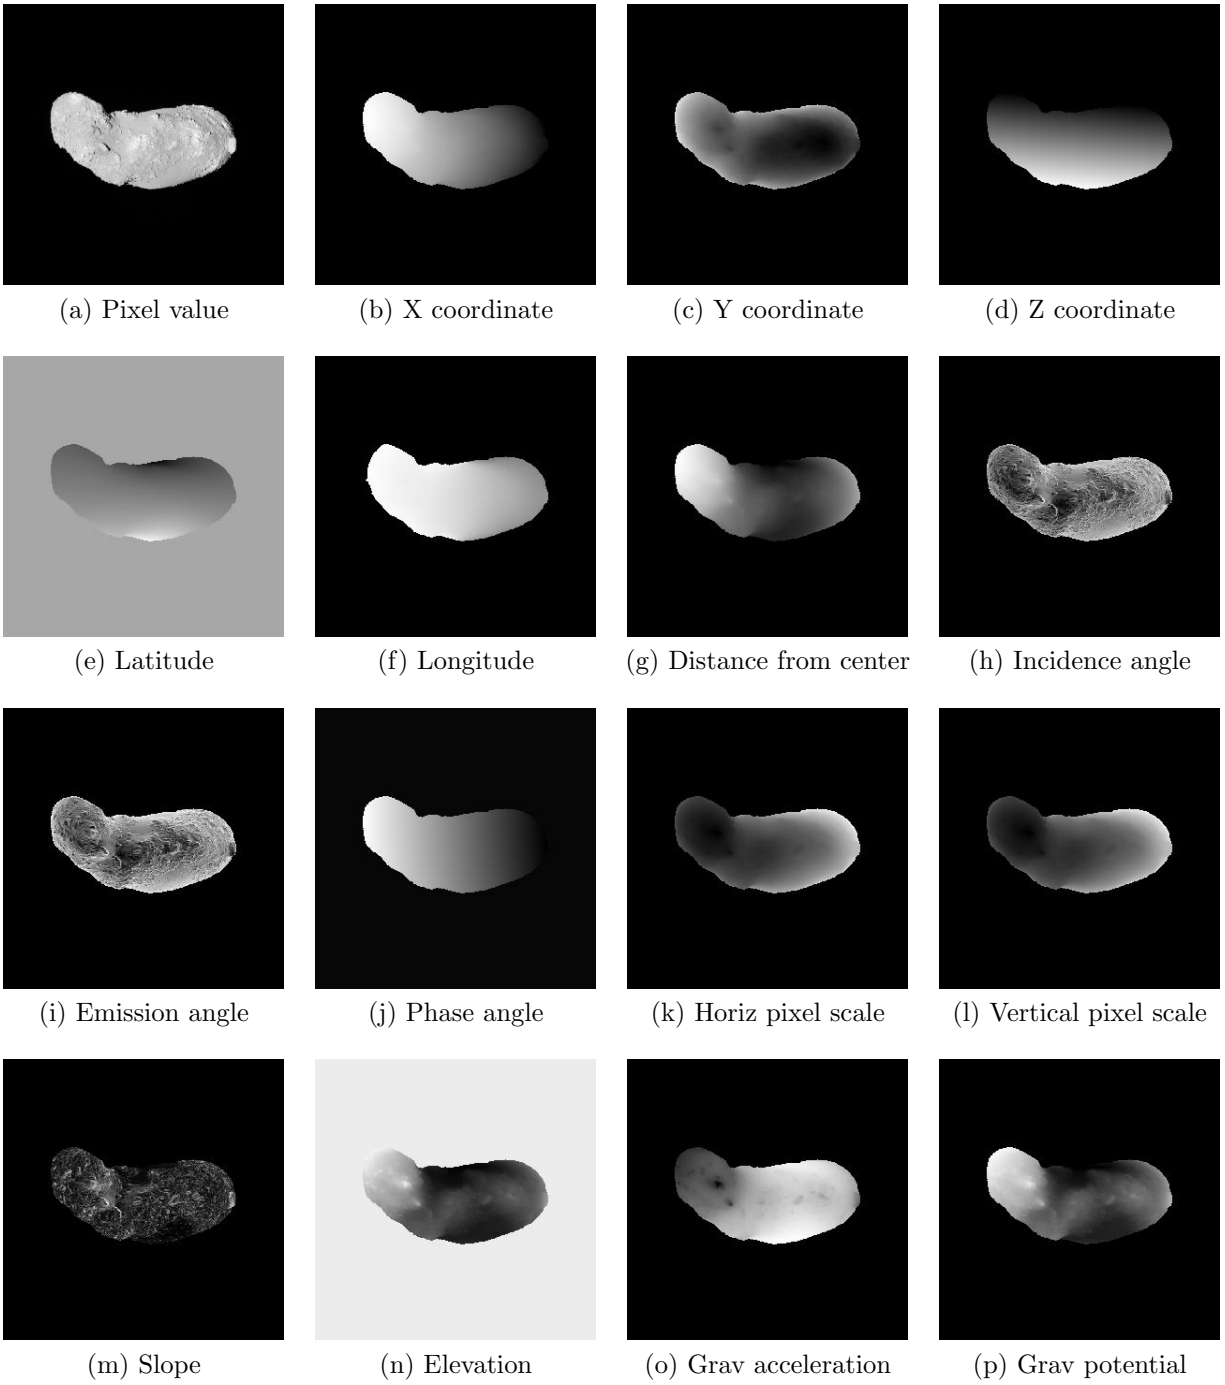 (a) Pixel value
(b) X coordinate
(c) Y coordinate
(d) Z coordinate
(e) Latitude
(f) Longitude
(g) Distance from center
(h) Incidence angle
(i) Emission angle
(j) Phase angle
(k) Horiz pixel scale
(l) Vertical pixel scale
(m) Slope
(n) Elevation
(o) Grav acceleration
(p) Grav potential